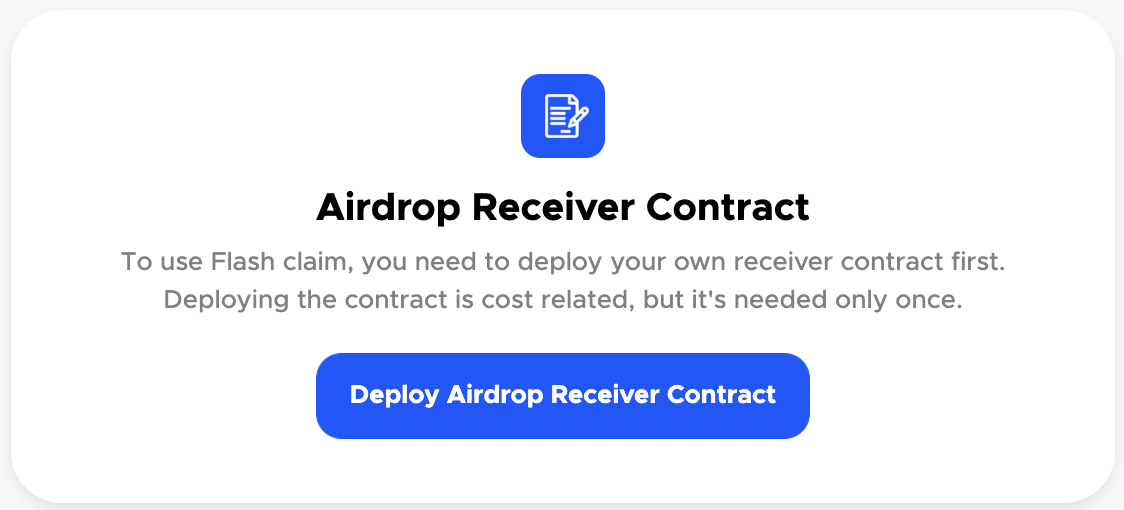 Airdrop Receiver Contract
To use Flash claim, you need to deploy your own receiver contract first.
Deploying the contract is cost related, but it's needed only once.
Deploy Airdrop Receiver Contract